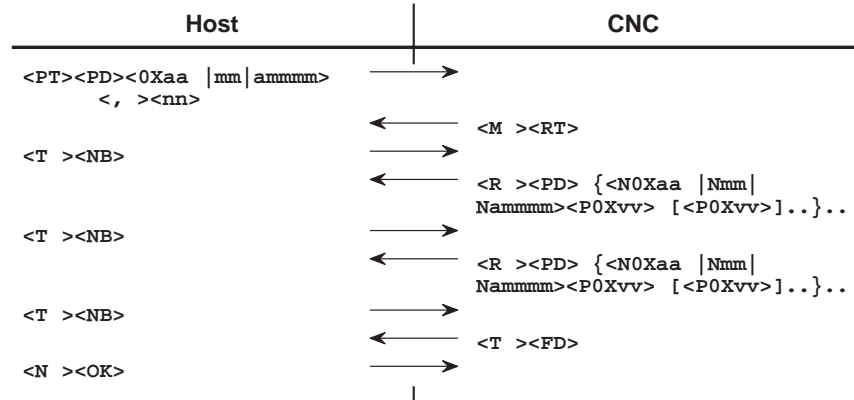 Host CNC
<PT><PD><0Xaa |mm|ammmm>
<, ><nn>
<M ><RT>
<T ><NB>
<R ><PD> {<N0Xaa |Nmm|
Nammmm><P0Xvv> [<P0Xvv>]..}..
<T ><NB>
<R ><PD> {<N0Xaa |Nmm|
Nammmm><P0Xvv> [<P0Xvv>]..}..
<T ><NB>
<T ><FD>
<N ><OK>